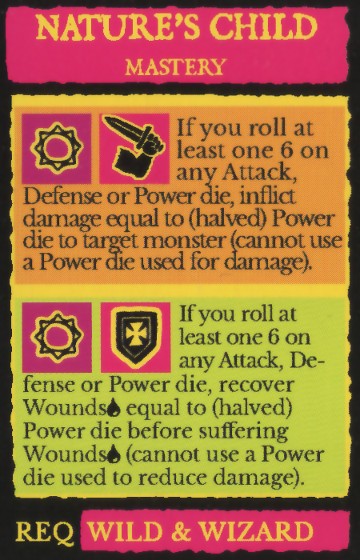 NATURE'S CHILD
MASTERY
If you roll at
least one 6 on
any Attack,
Defense or Power die, inflict
damage equal to (halved) Power
die to target monster (cannot use
a Power die used for damage).
If you roll at
least one 6 on
any Attack, De-
fense or Power die, recover
Wounds equal to (halved)
Power die before suffering
Wounds (cannot use a Power
die used to reduce damage).
REQ WILD & WIZARD